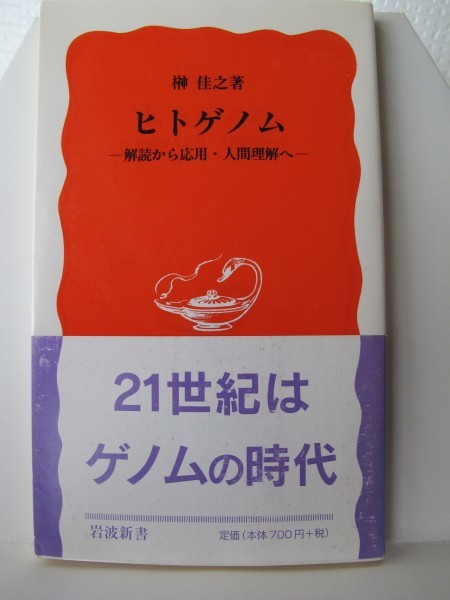 榊 佳之著
ヒトゲノム
―解読から応用・人間理解へ―
21世紀は
ゲノムの時代
岩波新書
定価(本体700円+税)